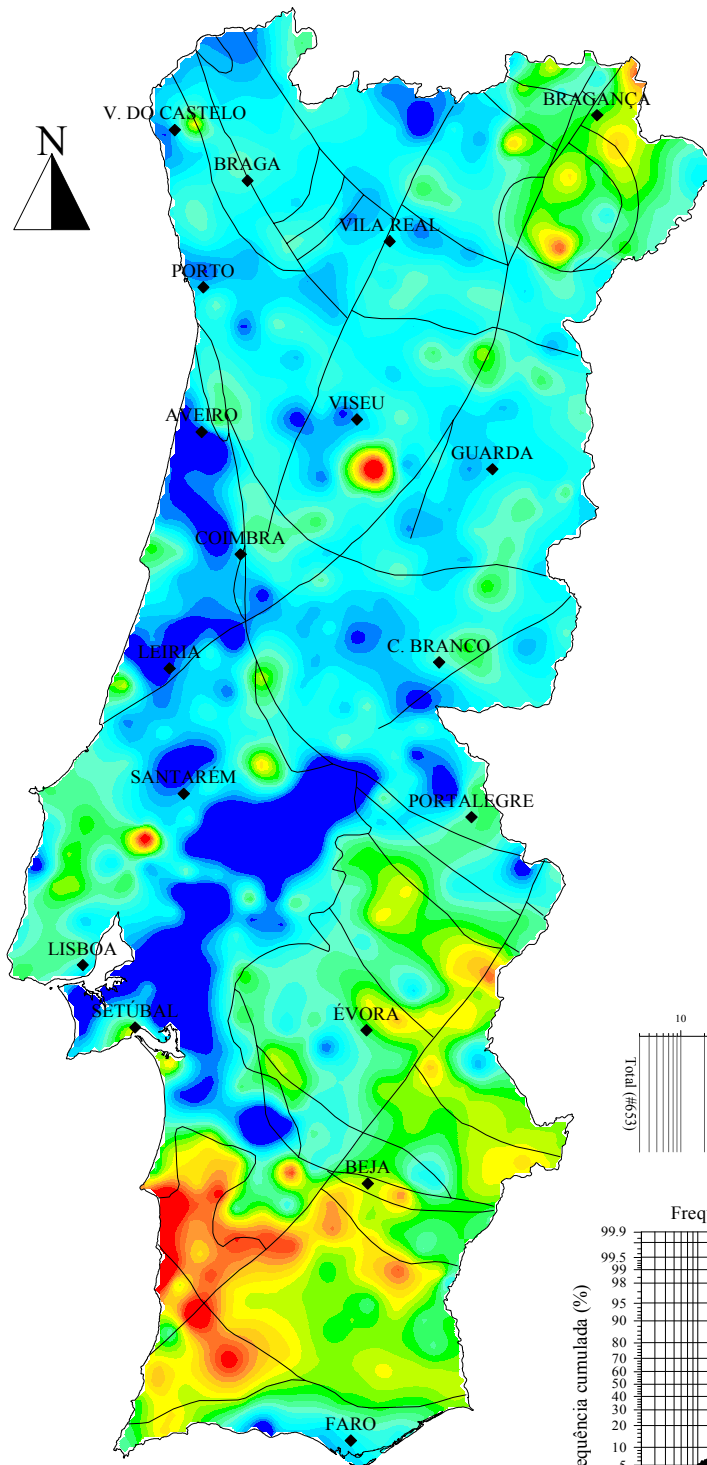 BRAGANÇA
V. DO CASTELO
N
BRAGA
VILA REAL
PORTO
VISEU
AVEIRO
GUARDA
COIMBRA
C. BRANCO
LEIRIA
SANTARÉM
PORTALEGRE
LISBOA
SETÚBAL
ÉVORA
10
Total (#653)
BEJA
Freq
99.9
99.5
99
98
95
90
80
70
60
50
40
30
20
10
5
equência cumulada (%)
FARO